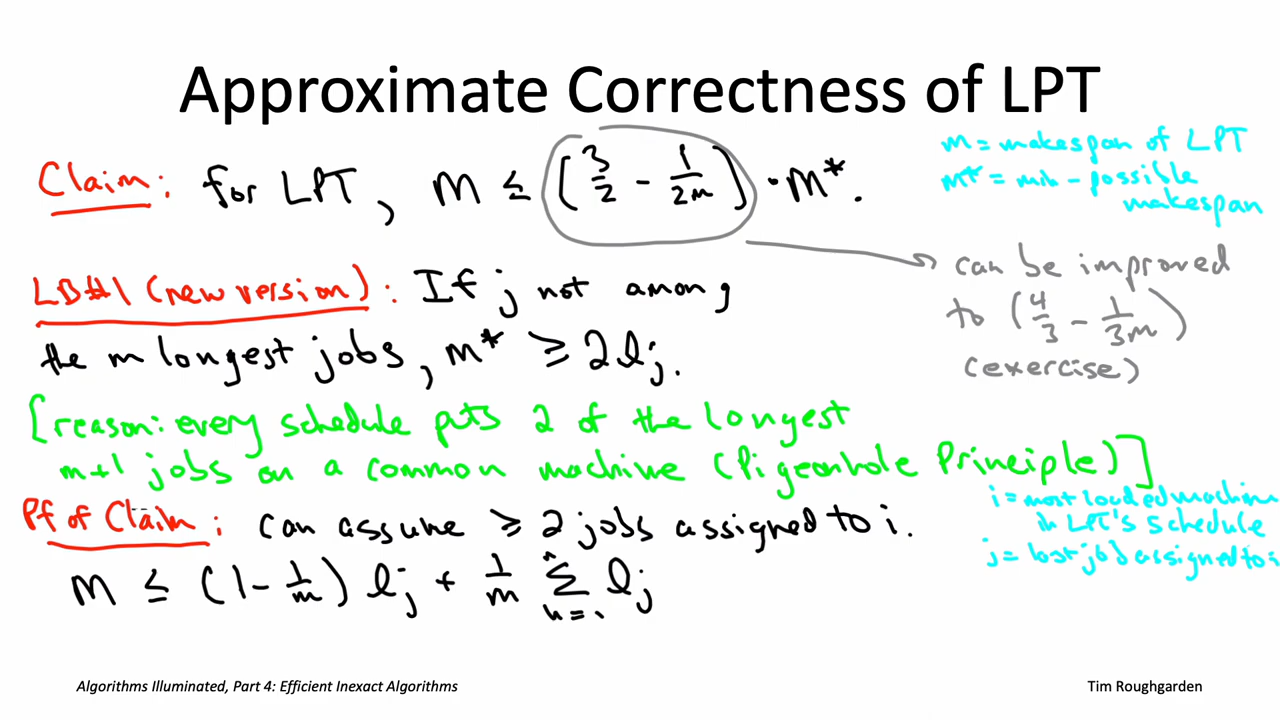 Approximate Correctness of LPT
Claim: for LPT, M ≤ (3/2 - 1/2m) · M*.
M = makespan of LPT
M* = min-possible
makespan
can be improved
to (4/3 - 1/3m)
(exercise)
LB#1 (new version): If j not among
the m longest jobs, M* ≥ 2lj.
[reason: every schedule puts 2 of the longest
m+1 jobs on a common machine (Pigeonhole Principle)]
Pf of Claim: can assume ≥ 2 jobs assigned to i.
i = most loaded machine
in LPT's schedule
j = last job assigned to i
M ≤ (1 - 1/m) lj + 1/m Σ lj
Algorithms Illuminated, Part 4: Efficient Inexact Algorithms
Tim Roughgarden